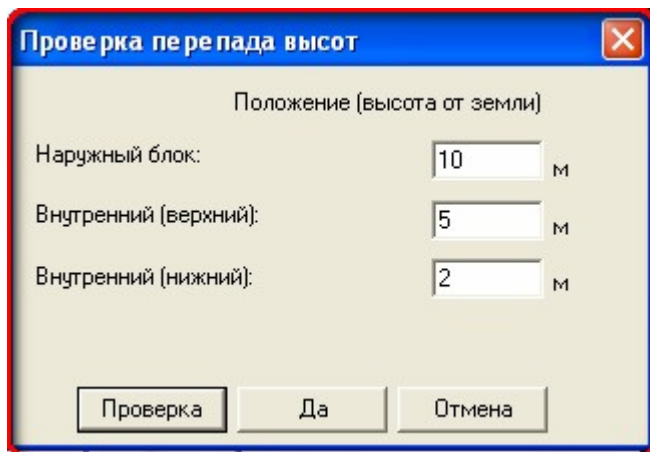 Проверка перепада высот
Положение (высота от земли)
Наружный блок: 10 м
Внутренний (верхний): 5 м
Внутренний (нижний): 2 м
Проверка Да Отмена